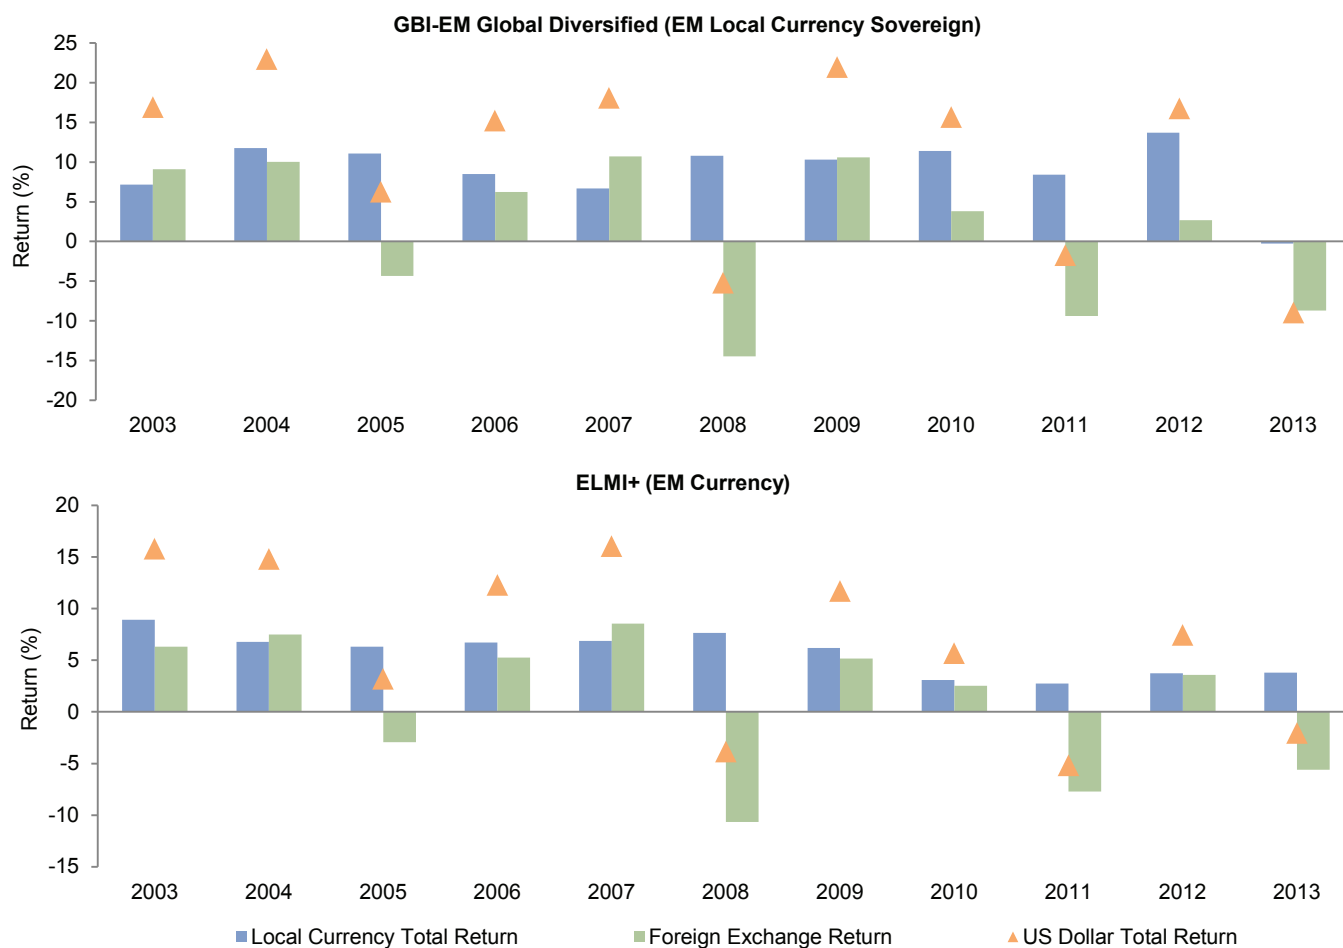 GBI-EM Global Diversified (EM Local Currency Sovereign)
Return (%)
25
20
15
10
5
0
-5
-10
-15
-20
2003 2004 2005 2006 2007 2008 2009 2010 2011 2012 2013
ELMI+ (EM Currency)
Return (%)
20
15
10
5
0
-5
-10
-15
2003 2004 2005 2006 2007 2008 2009 2010 2011 2012 2013
Local Currency Total Return Foreign Exchange Return US Dollar Total Return